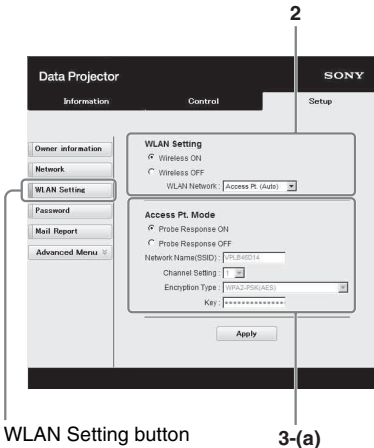 2
Data Projector
SONY
Information
Control
Setup
Owner information
Network
WLAN Setting
Password
Mail Report
Advanced Menu
WLAN Setting
Wireless ON
Wireless OFF
WLAN Network : Access Pt. (Auto)
Access Pt. Mode
Probe Response ON
Probe Response OFF
Network Name(SSID) : VPLB46D14
Channel Setting : 1
Encryption Type : WPA2-PSK(AES)
Key : **************
Apply
WLAN Setting button
3-(a)